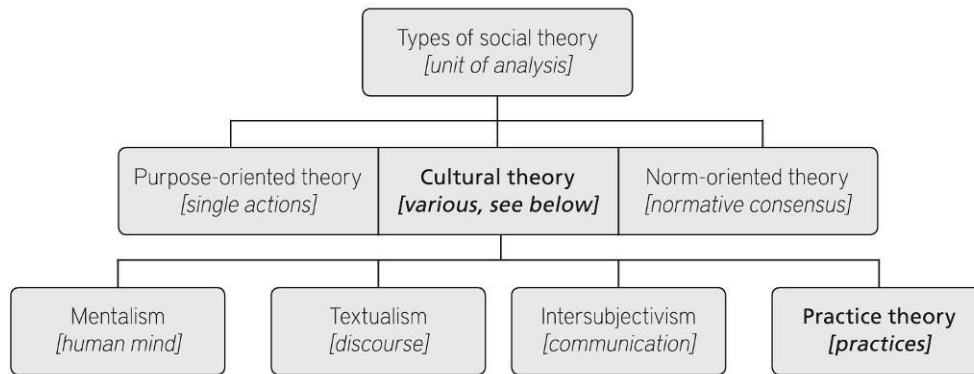 Types of social theory
[unit of analysis]
Purpose-oriented theory
[single actions]
Cultural theory
[various, see below]
Norm-oriented theory
[normative consensus]
Mentalism
[human mind]
Textualism
[discourse]
Intersubjectivism
[communication]
Practice theory
[practices]